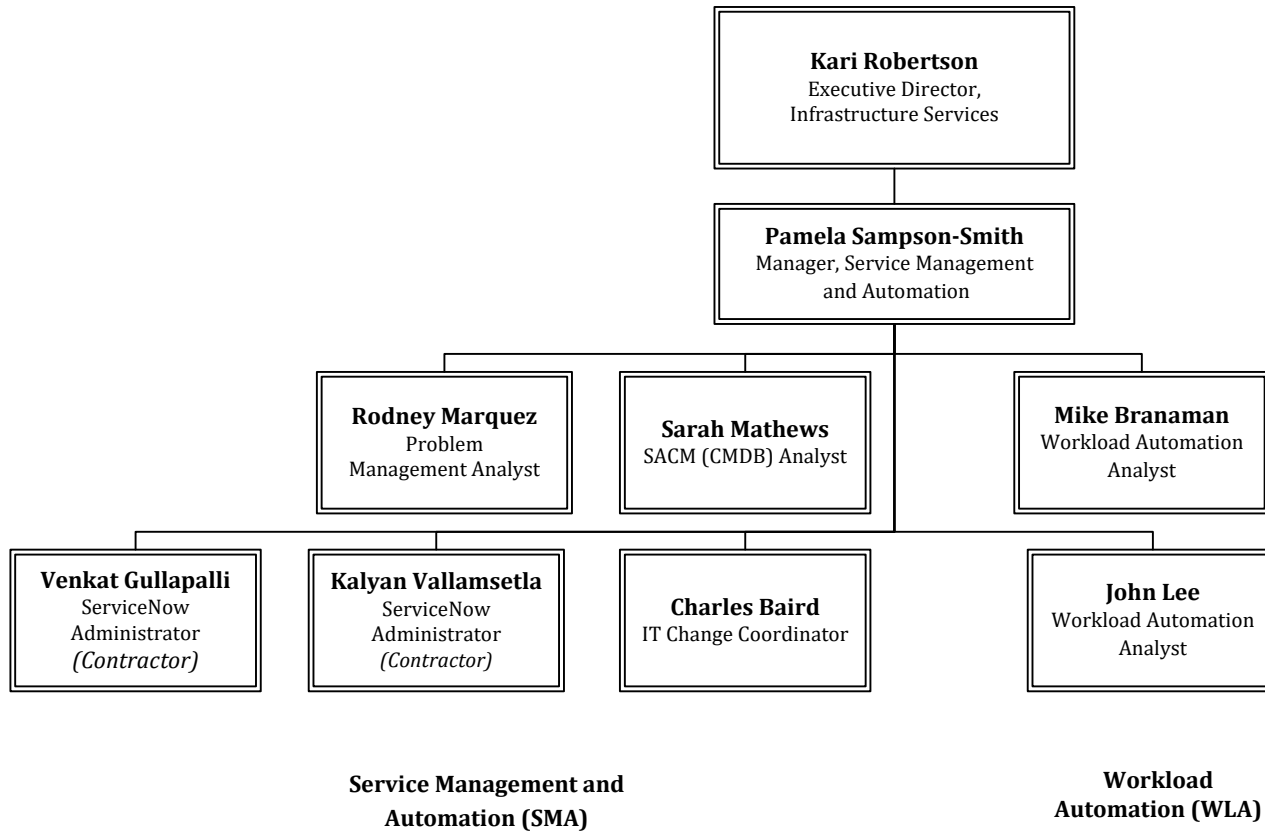 Kari Robertson
Executive Director,
Infrastructure Services
Pamela Sampson-Smith
Manager, Service Management
and Automation
Rodney Marquez
Problem
Management Analyst
Sarah Mathews
SACM (CMDB) Analyst
Mike Branaman
Workload Automation
Analyst
Venkat Gullapalli
ServiceNow
Administrator
(Contractor)
Kalyan Vallamsetla
ServiceNow
Administrator
(Contractor)
Charles Baird
IT Change Coordinator
John Lee
Workload Automation
Analyst
Service Management and
Automation (SMA)
Workload
Automation (WLA)